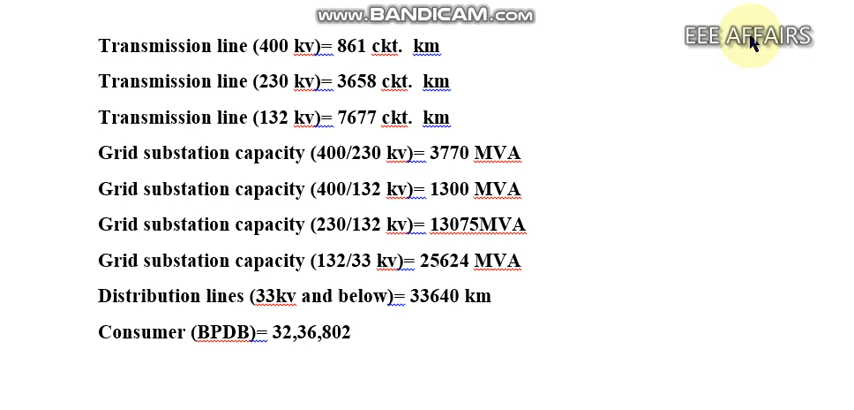 www.BANDICAM.com
EEE AFFAIRS
Transmission line (400 kv)= 861 ckt.  km
Transmission line (230 kv)= 3658 ckt.  km
Transmission line (132 kv)= 7677 ckt.  km
Grid substation capacity (400/230 kv)= 3770 MVA
Grid substation capacity (400/132 kv)= 1300 MVA
Grid substation capacity (230/132 kv)= 13075MVA
Grid substation capacity (132/33 kv)= 25624 MVA
Distribution lines (33kv and below)= 33640 km
Consumer (BPDB)= 32,36,802